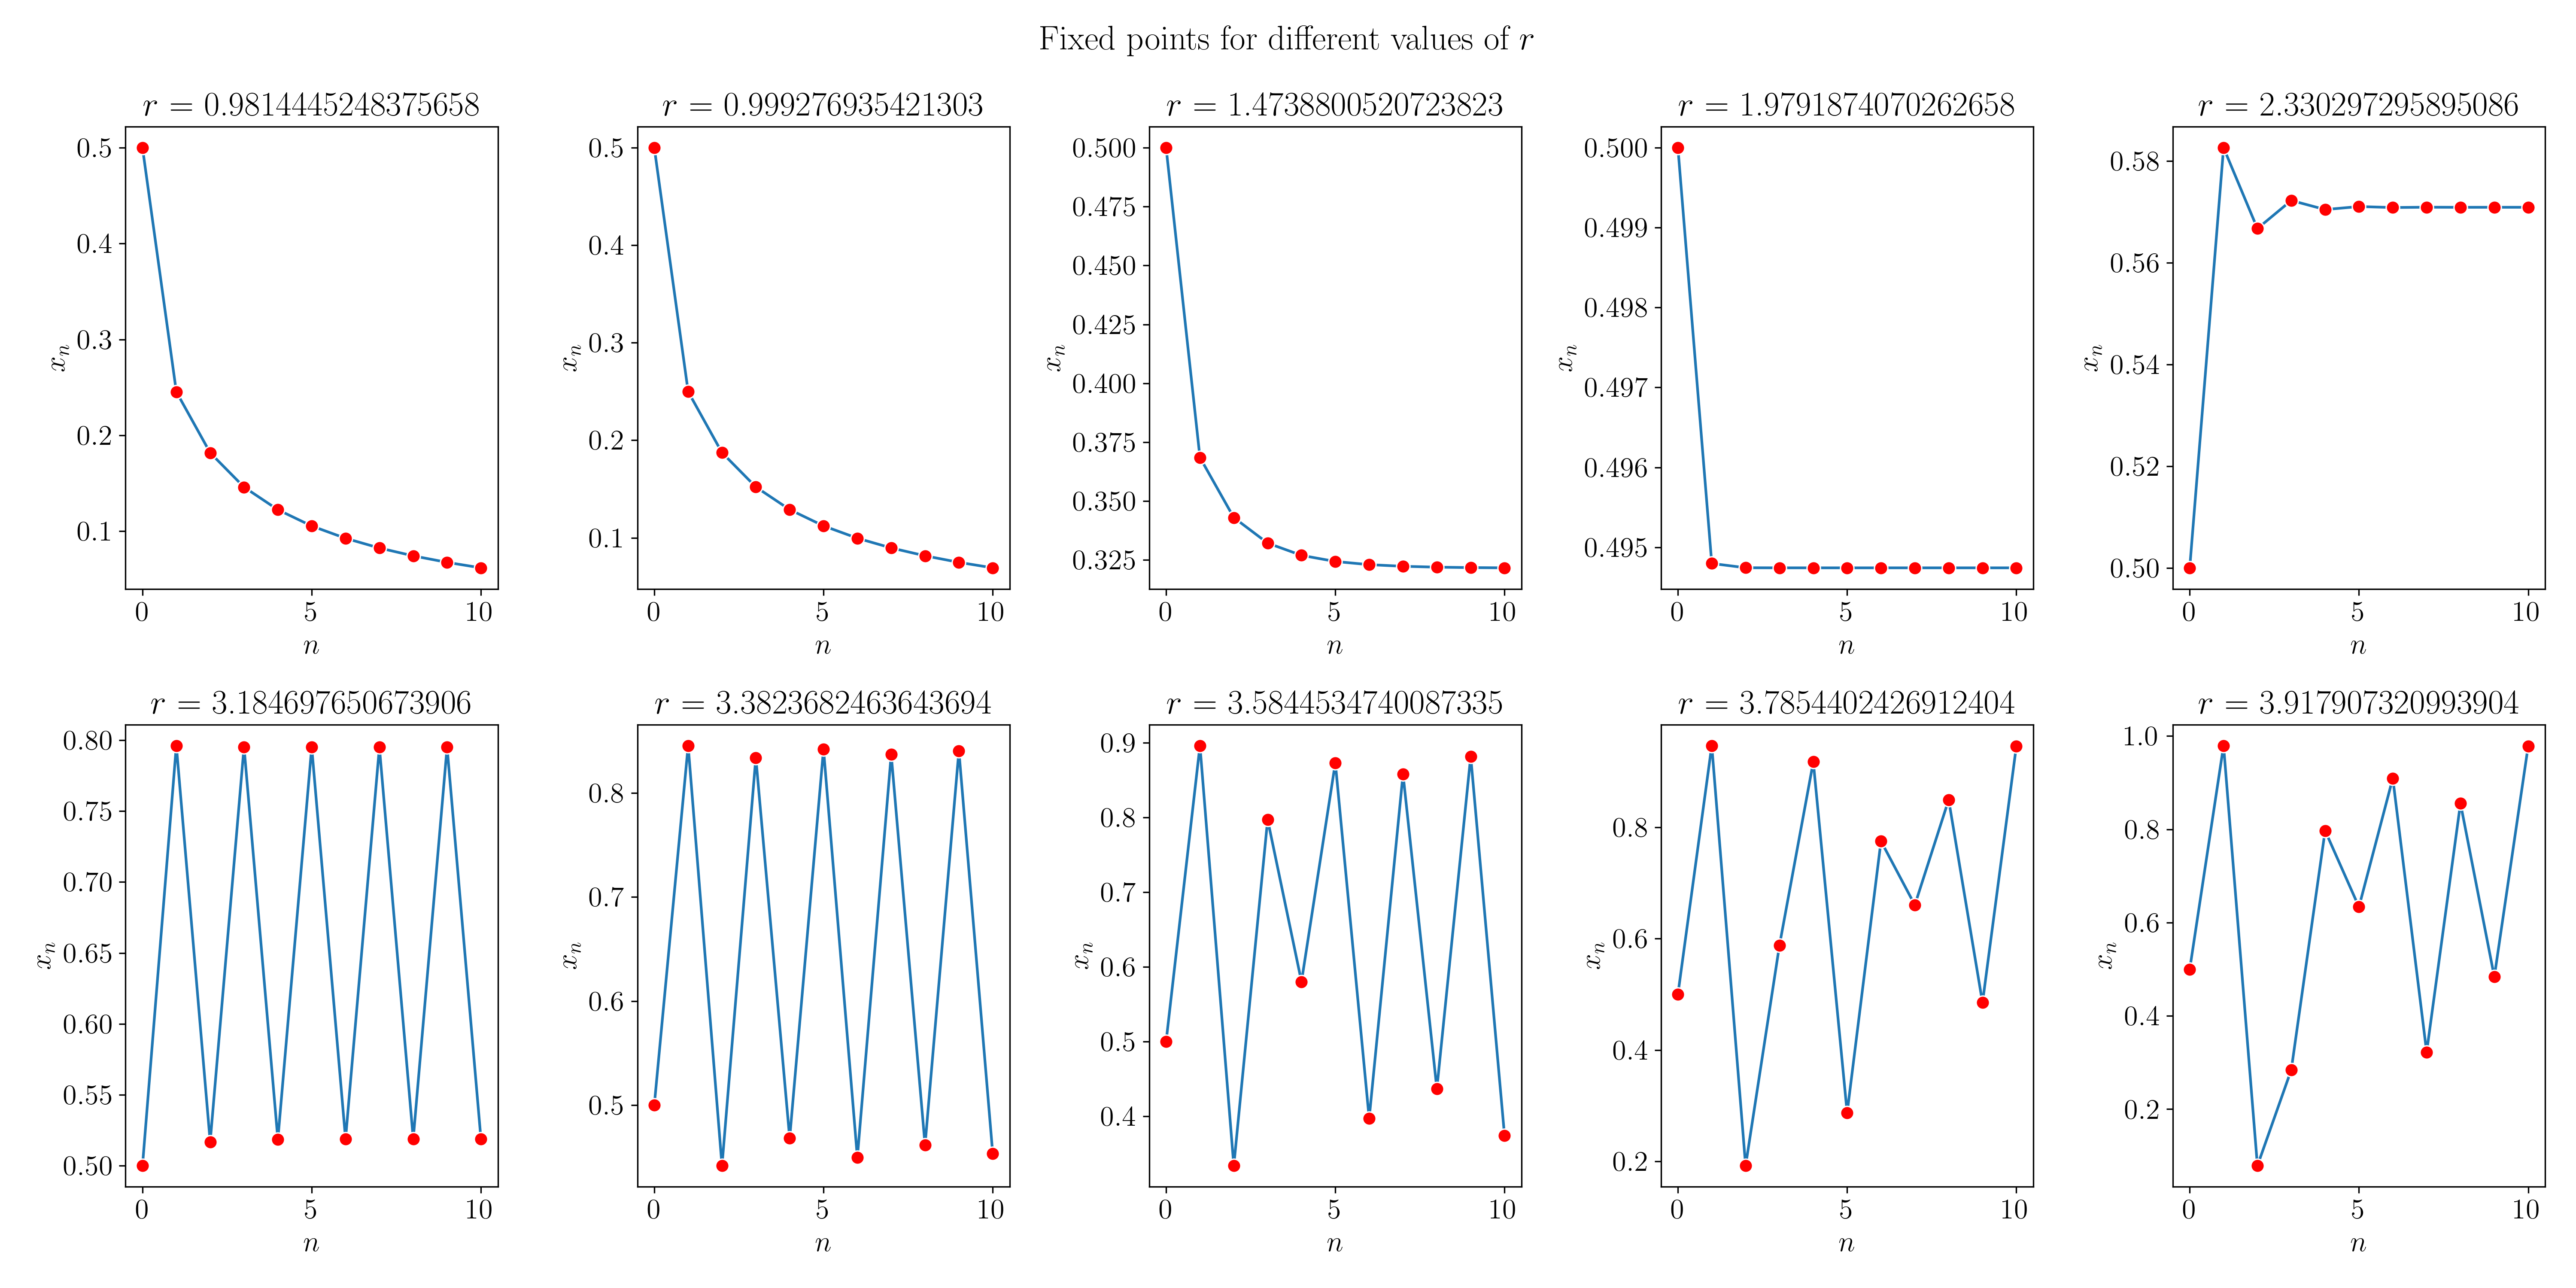 Fixed points for different values of r
r = 0.9814445248375658
0.5
0.4
0.3
0.2
0.1
x_n
0 5 10
n
r = 0.999276935421303
0.5
0.4
0.3
0.2
0.1
x_n
0 5 10
n
r = 1.4738800520723823
0.500
0.475
0.450
0.425
0.400
0.375
0.350
0.325
x_n
0 5 10
n
r = 1.9791874070262658
0.500
0.499
0.498
0.497
0.496
0.495
x_n
0 5 10
n
r = 2.330297295895086
0.58
0.56
0.54
0.52
0.50
x_n
0 5 10
n
r = 3.184697650673906
0.80
0.75
0.70
0.65
0.60
0.55
0.50
x_n
0 5 10
n
r = 3.3823682463643694
0.8
0.7
0.6
0.5
x_n
0 5 10
n
r = 3.5844534740087335
0.9
0.8
0.7
0.6
0.5
0.4
x_n
0 5 10
n
r = 3.7854402426912404
0.8
0.6
0.4
0.2
x_n
0 5 10
n
r = 3.917907320993904
1.0
0.8
0.6
0.4
0.2
x_n
0 5 10
n